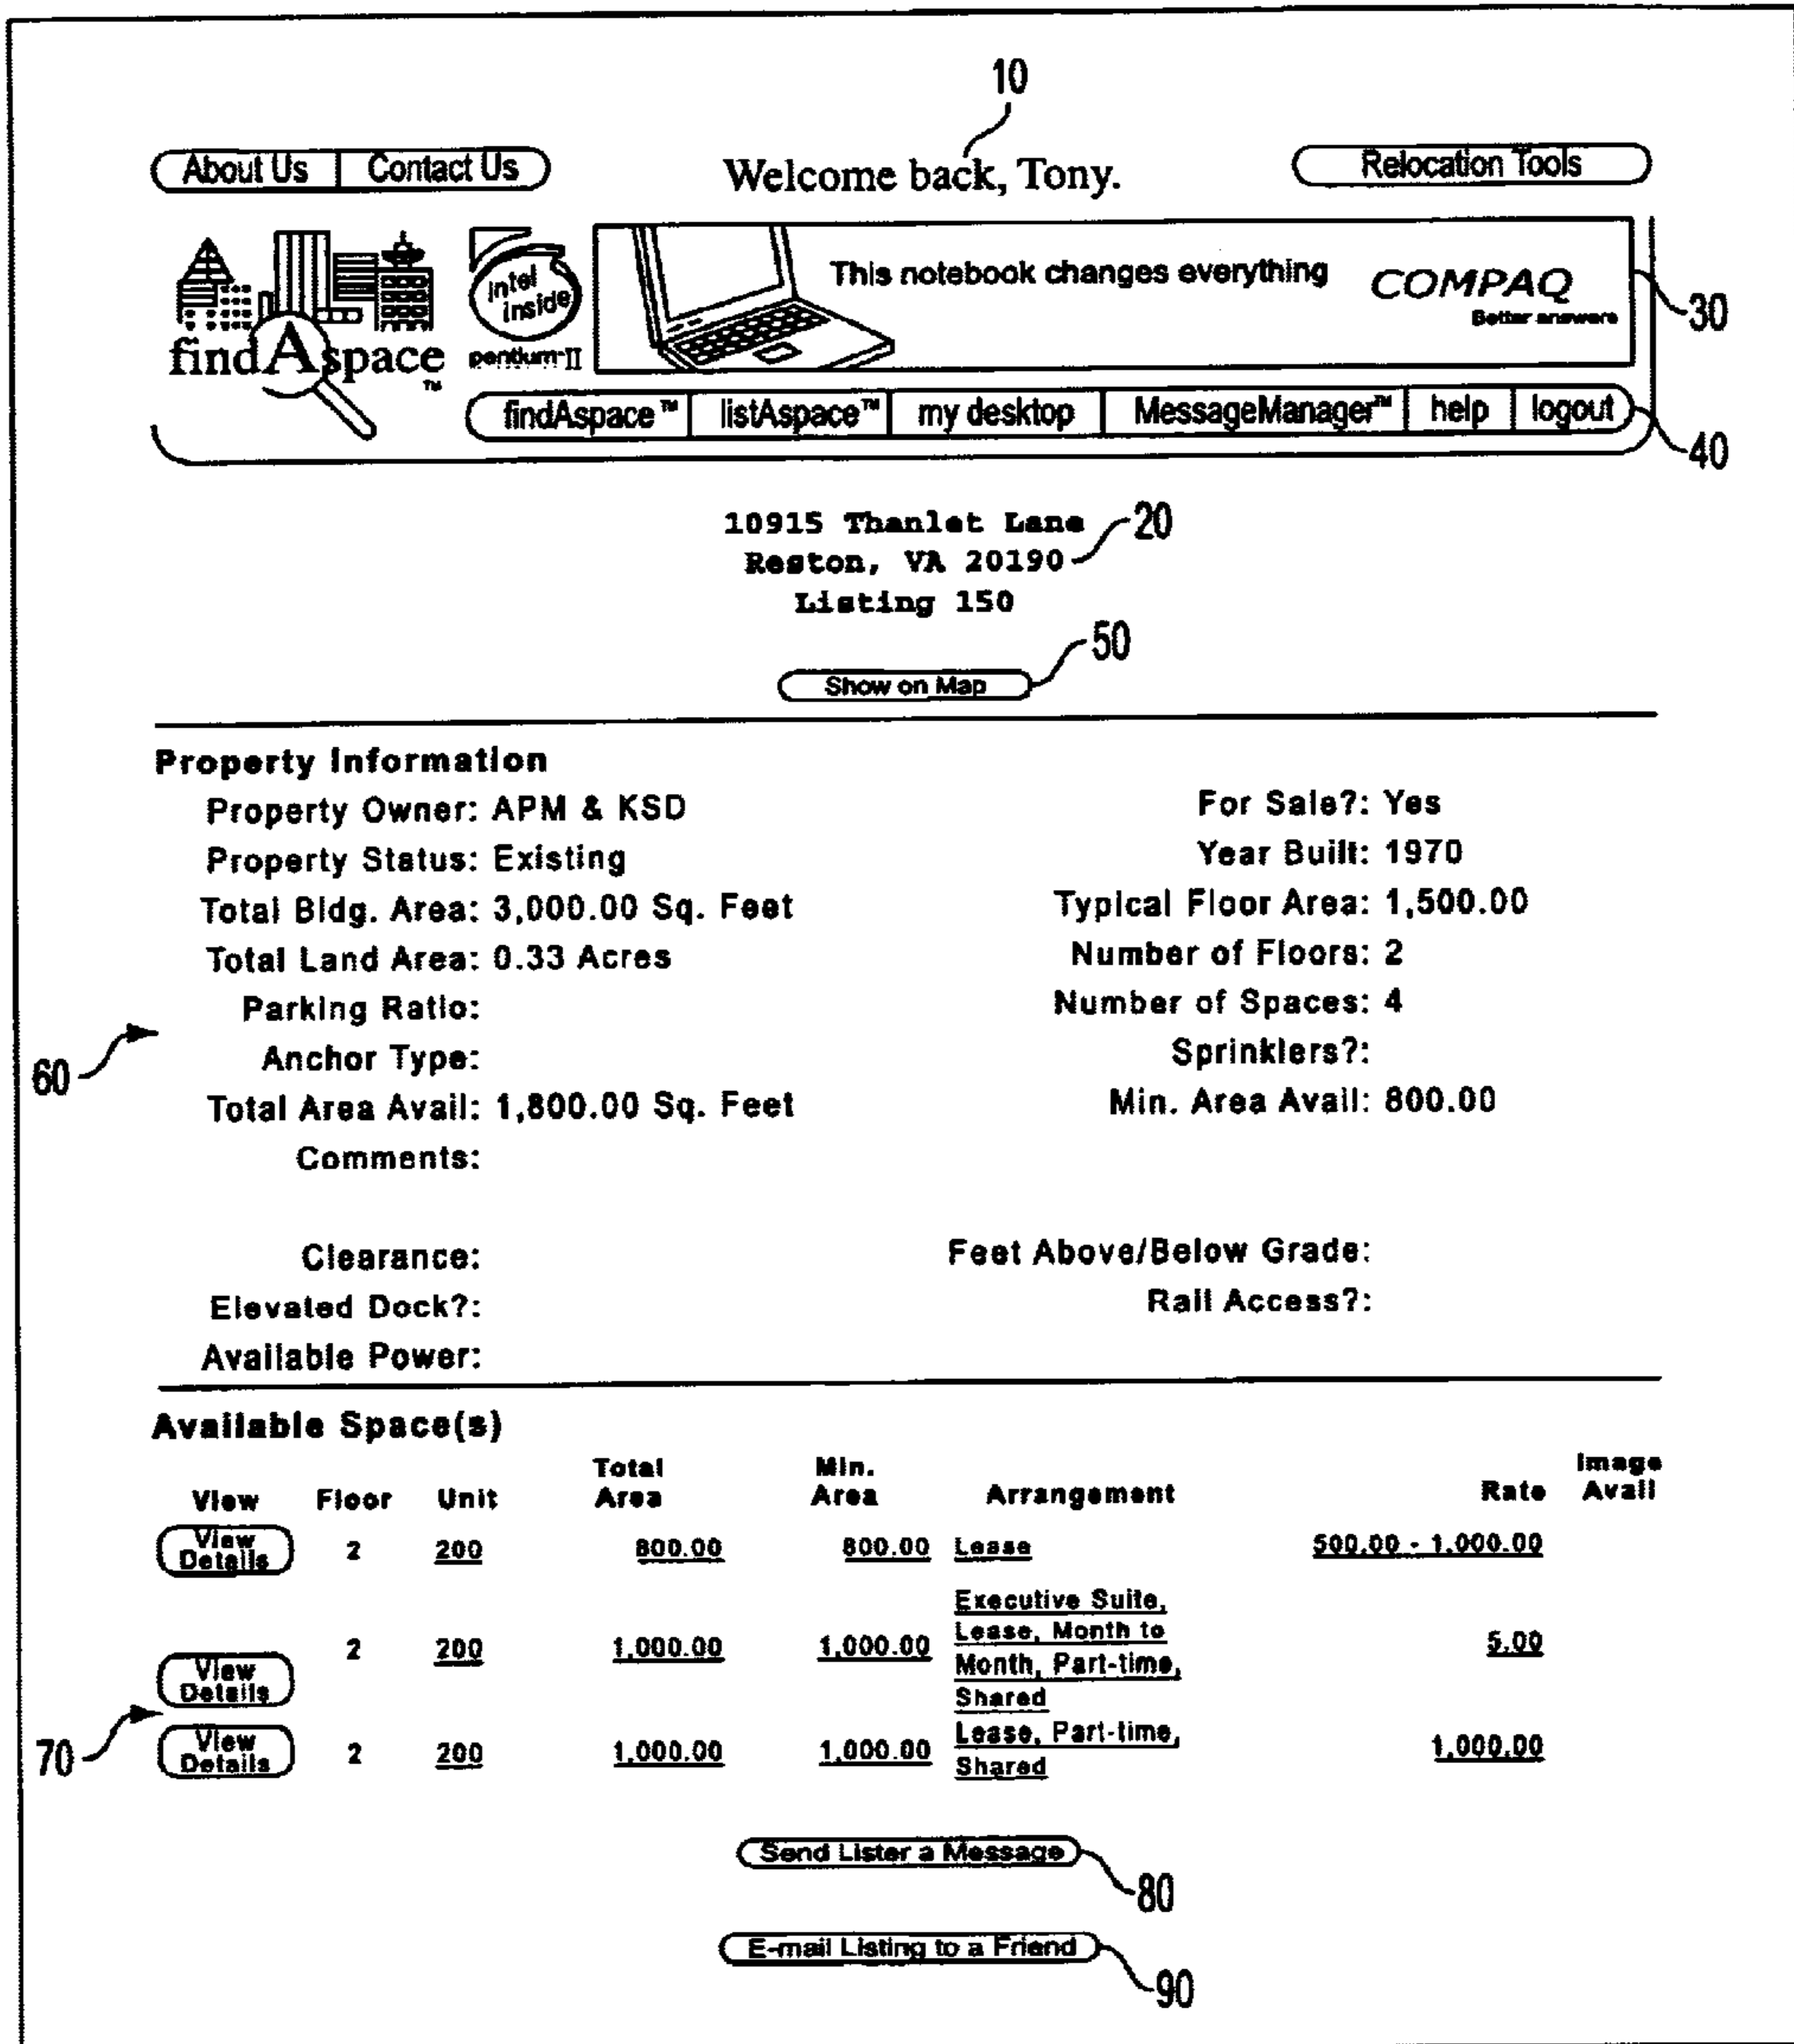 10
About Us Contact Us
Welcome back, Tony.
Relocation Tools
intel
inside
pentium-II
findAspace™
This notebook changes everything
COMPAQ
Better answers
30
findAspace™ listAspace™ my desktop MessageManager™ help logout
40
10915 Thanlet Lane
20
Reston, VA 20190
Listing 150
50
Show on Map
Property Information
Property Owner: APM & KSD For Sale?: Yes
Property Status: Existing Year Built: 1970
Total Bldg. Area: 3,000.00 Sq. Feet Typical Floor Area: 1,500.00
Total Land Area: 0.33 Acres Number of Floors: 2
Parking Ratio: Number of Spaces: 4
60
Anchor Type: Sprinklers?:
Total Area Avail: 1,800.00 Sq. Feet Min. Area Avail: 800.00
Comments:
Clearance: Feet Above/Below Grade:
Elevated Dock?: Rail Access?:
Available Power:
Available Space(s)
View Floor Unit Total Area Min. Area Arrangement Rate Image Avail
View Details 2 200 800.00 800.00 Lease 500.00 - 1,000.00
Executive Suite,
Lease, Month to
View Details 2 200 1,000.00 1,000.00 Month, Part-time, 5.00
Shared
70
View Details 2 200 1,000.00 1,000.00 Lease, Part-time, 1,000.00
Shared
Send Lister a Message
80
E-mail Listing to a Friend
90